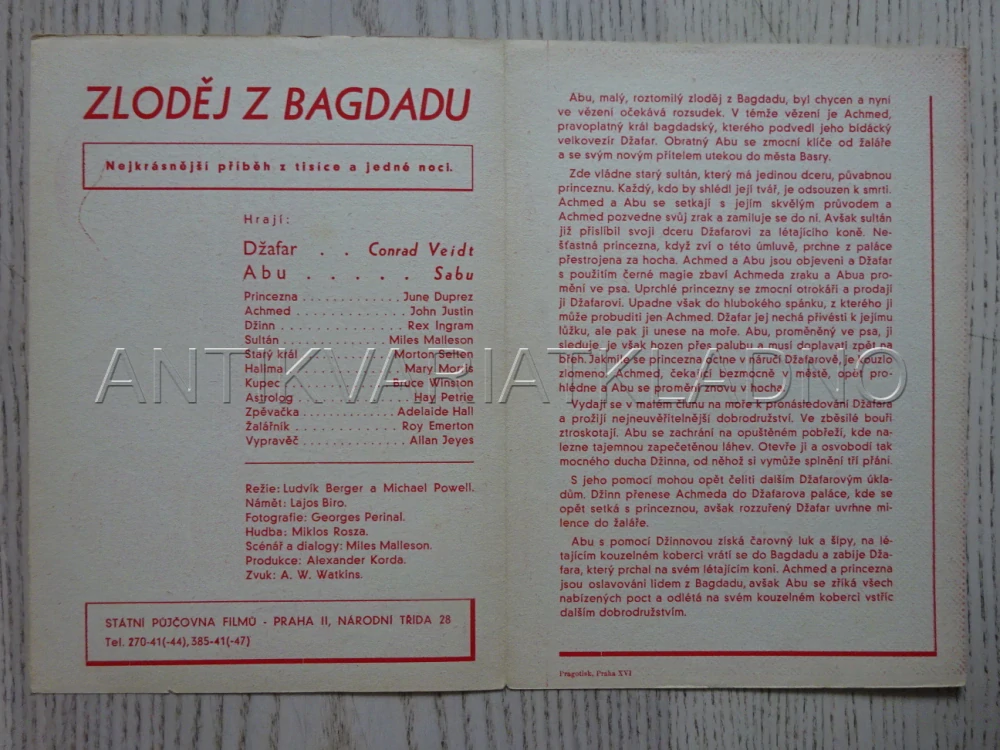 ZLODĚJ Z BAGDADU
Nejkrásnější příběh z tisíce a jedné noci.
Hrají:
Džafar . . Conrad Veidt
Abu . . . . . Sabu
Princezna . . . . . . . . . . . . . June Duprez
Achmed . . . . . . . . . . . . . . John Justin
Džinn . . . . . . . . . . . . . . . . Rex Ingram
Sultán . . . . . . . . . . . . . . Miles Malleson
Starý král . . . . . . . . . . . . Morton Selten
Halima . . . . . . . . . . . . . . Mary Morris
Kupec . . . . . . . . . . . . . . Bruce Winston
Astrolog . . . . . . . . . . . . . . . Hay Petrie
Zpěvačka . . . . . . . . . . . . Adelaide Hall
Žalářník . . . . . . . . . . . . . . Roy Emerton
Vypravěč . . . . . . . . . . . . . . Allan Jeyes
Režie: Ludvík Berger a Michael Powell.
Námět: Lajos Biro.
Fotografie: Georges Perinal.
Hudba: Miklos Rosza.
Scénář a dialogy: Miles Malleson.
Produkce: Alexander Korda.
Zvuk: A. W. Watkins.
STÁTNÍ PŮJČOVNA FILMŮ - PRAHA II, NÁRODNÍ TŘÍDA 28
Tel. 270-41(-44), 385-41(-47)
Abu, malý, roztomilý zloděj z Bagdadu, byl chycen a nyní
ve vězení očekává rozsudek. V témže vězení je Achmed,
pravoplatný král bagdadský, kterého podvedl jeho bídácký
velkovezír Džafar. Obratný Abu se zmocní klíče od žaláře
a se svým novým přítelem utekou do města Basry.
Zde vládne starý sultán, který má jedinou dceru, půvabnou
princeznu. Každý, kdo by shlédl její tvář, je odsouzen k smrti.
Achmed a Abu se setkají s jejím skvělým průvodem a
Achmed pozvedne svůj zrak a zamiluje se do ní. Avšak sultán
již přislíbil svoji dceru Džafarovi za létajícího koně. Ne-
šťastná princezna, když zví o této úmluvě, prchne z paláce
přestrojena za hocha. Achmed a Abu jsou objeveni a Džafar
s použitím černé magie zbaví Achmeda zraku a Abua pro-
mění ve psa. Uprchlé princezny se zmocní otrokáři a prodají
ji Džafarovi. Upadne však do hlubokého spánku, z kterého ji
může probuditi jen Achmed. Džafar jej nechá přivésti k jejímu
lůžku, ale pak ji unese na moře. Abu, proměněný ve psa, ji
sleduje, je však hozen přes palubu a musí doplavati zpět na
břeh. Jakmile se princezna octne v náručí Džafarově, je kouzlo
zlomeno. Achmed, čekající bezmocně v městě, opět pro-
hlédne a Abu se promění znovu v hocha.
Vydají se v malém člunu na moře k pronásledování Džafara
a prožijí nejneuvěřitelnější dobrodružství. Ve zběsilé bouři
ztroskotají. Abu se zachrání na opuštěném pobřeží, kde na-
lezne tajemnou zapečetěnou láhev. Otevře ji a osvobodí tak
mocného ducha Džinna, od něhož si vymůže splnění tří přání.
S jeho pomocí mohou opět čeliti dalším Džafarovým úkla-
dům. Džinn přenese Achmeda do Džafarova paláce, kde se
opět setká s princeznou, avšak rozzuřený Džafar uvrhne mi-
lence do žaláře.
Abu s pomocí Džinnovou získá čarovný luk a šípy, na lé-
tajícím kouzelném koberci vrátí se do Bagdadu a zabije Dža-
fara, který prchal na svém létajícím koni. Achmed a princezna
jsou oslavováni lidem z Bagdadu, avšak Abu se zříká všech
nabízených poct a odlétá na svém kouzelném koberci vstříc
dalším dobrodružstvím.
Pragotisk, Praha XVI
ANTIKVARIATKLADNO